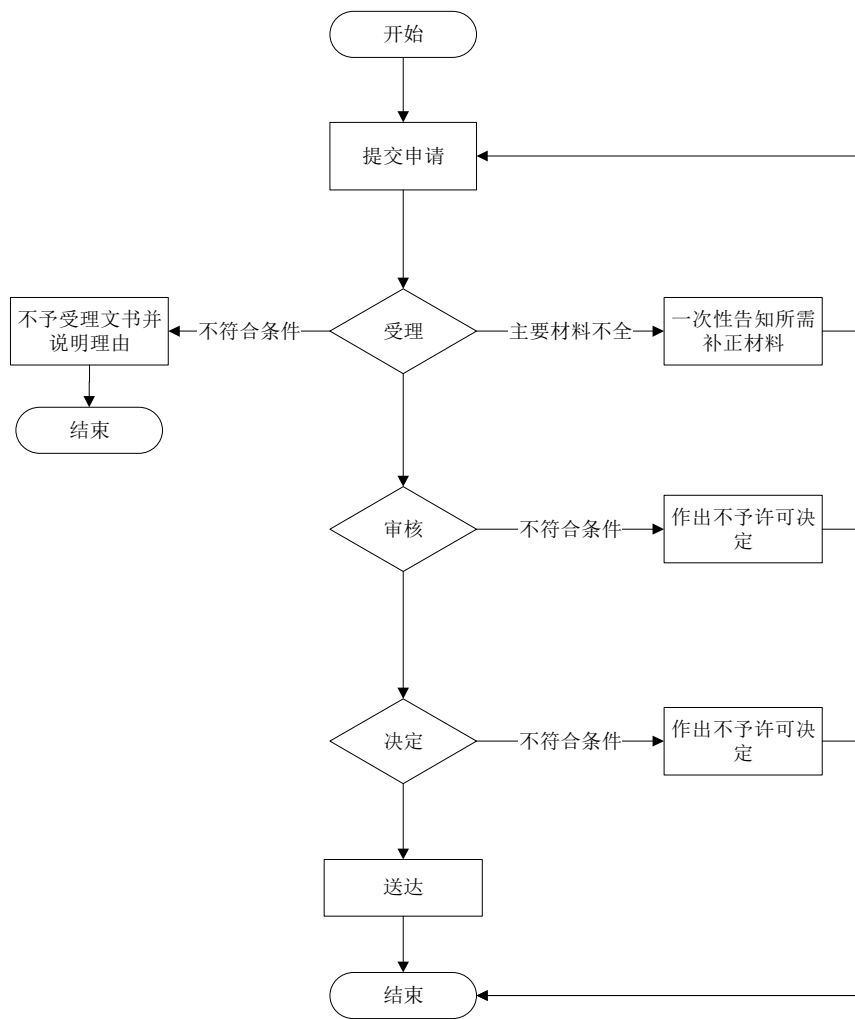 开始
提交申请
不予受理文书并
说明理由
不符合条件
受理
主要材料不全
一次性告知所需
补正材料
结束
审核
不符合条件
作出不予许可决
定
决定
不符合条件
作出不予许可决
定
送达
结束